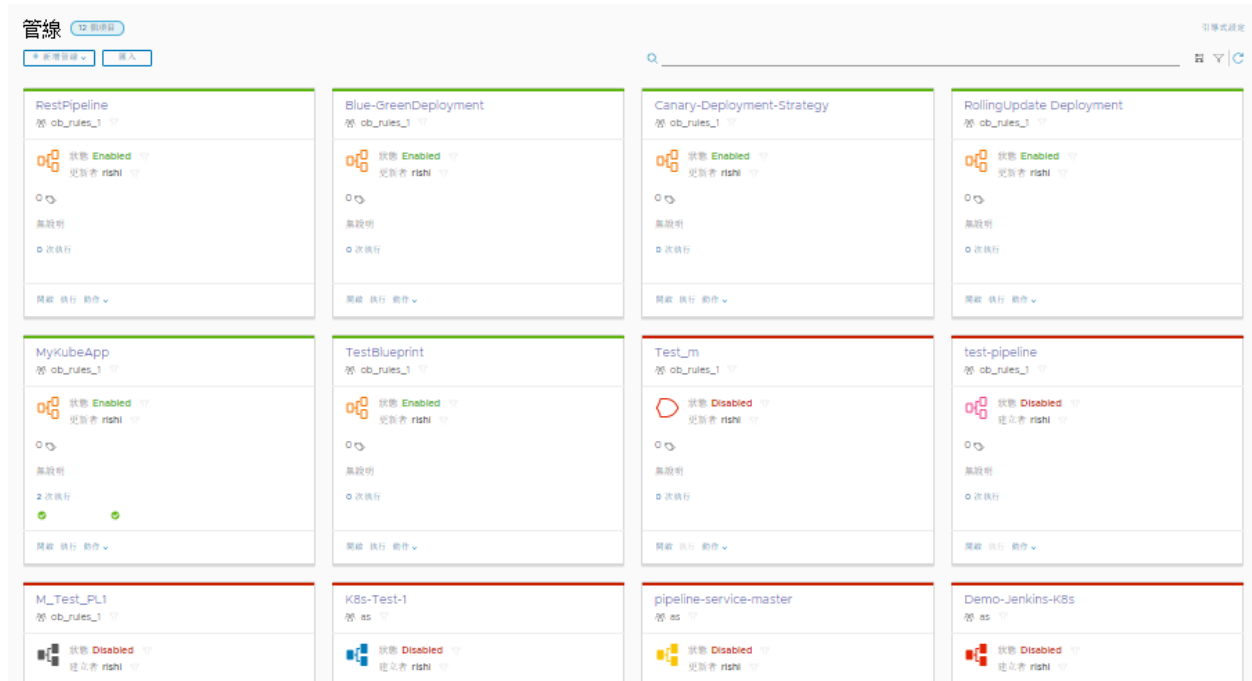 管線 12 個項目
引導式設定
+ 新增管線 匯入
RestPipeline
ob_rules_1
狀態 Enabled
更新者 rishi
0
無說明
0 次執行
開啟 執行 動作
Blue-GreenDeployment
ob_rules_1
狀態 Enabled
更新者 rishi
0
無說明
0 次執行
開啟 執行 動作
Canary-Deployment-Strategy
ob_rules_1
狀態 Enabled
更新者 rishi
0
無說明
0 次執行
開啟 執行 動作
RollingUpdate Deployment
ob_rules_1
狀態 Enabled
更新者 rishi
0
無說明
0 次執行
開啟 執行 動作
MyKubeApp
ob_rules_1
狀態 Enabled
更新者 rishi
0
無說明
2 次執行
開啟 執行 動作
TestBlueprint
ob_rules_1
狀態 Enabled
更新者 rishi
0
無說明
0 次執行
開啟 執行 動作
Test_m
ob_rules_1
狀態 Disabled
更新者 rishi
0
無說明
0 次執行
開啟 執行 動作
test-pipeline
ob_rules_1
狀態 Disabled
建立者 rishi
0
無說明
0 次執行
開啟 執行 動作
M_Test_PL1
ob_rules_1
狀態 Disabled
建立者 rishi
K8s-Test-1
as
狀態 Disabled
建立者 rishi
pipeline-service-master
as
狀態 Disabled
更新者 rishi
Demo-Jenkins-K8s
as
狀態 Disabled
建立者 rishi